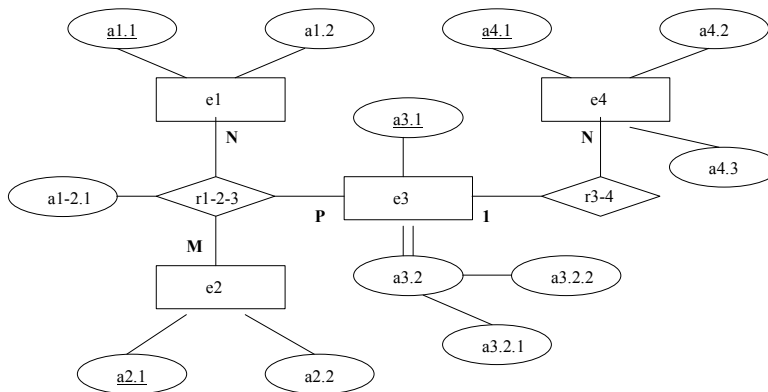 a1.1
a1.2
a4.1
a4.2
e1
e4
a3.1
N
N
a4.3
a1-2.1
r1-2-3
e3
r3-4
P
1
M
e2
a3.2
a3.2.2
a3.2.1
a2.1
a2.2